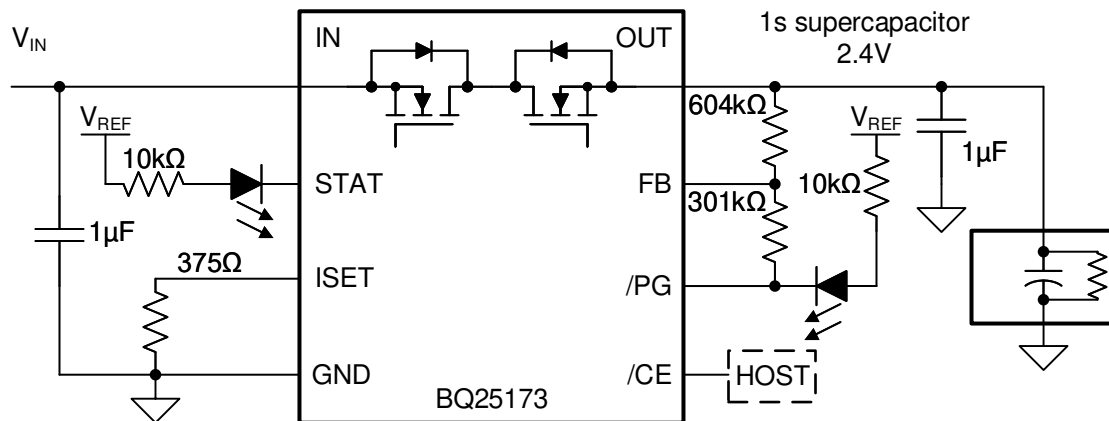 1s supercapacitor
2.4V
V_IN
IN
OUT
V_REF
10kΩ
STAT
1µF
375Ω
ISET
GND
BQ25173
604kΩ
FB
301kΩ
/PG
/CE
HOST
V_REF
10kΩ
1µF